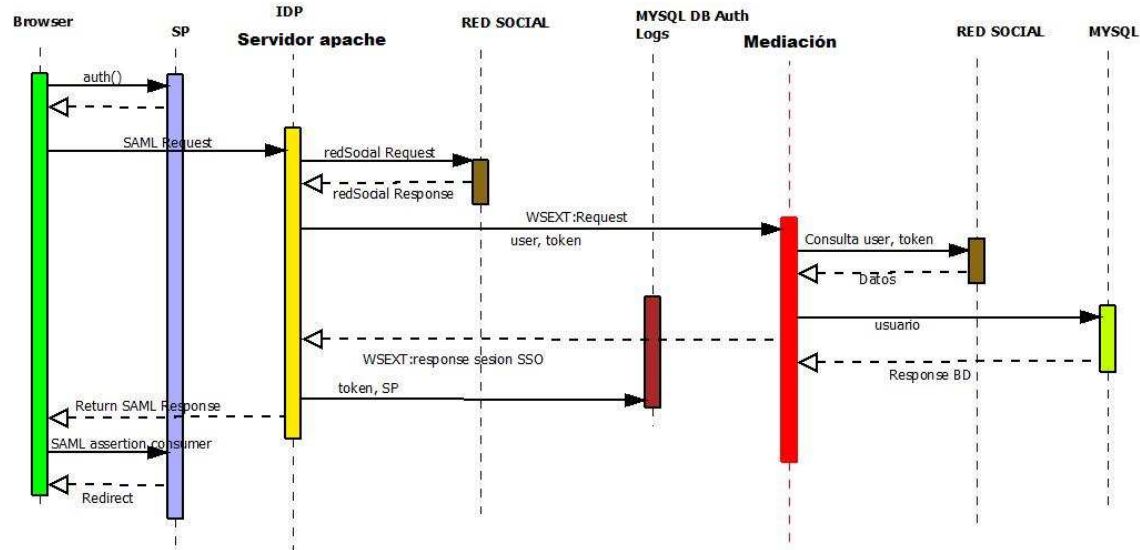 Browser
SP
IDP
Servidor apache
RED SOCIAL
MYSQL DB Auth
Logs
Mediación
RED SOCIAL
MYSQL
auth()
SAML Request
redSocial Request
redSocial Response
WSEXT:Request
user, token
Consulta user, token
Datos
usuario
WSEXT:response sesion SSO
Response BD
token, SP
Return SAML Response
SAML assertion consumer
Redirect